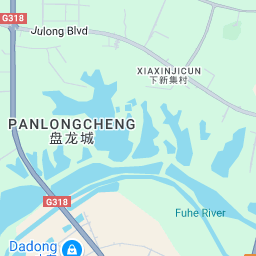 G318
Julong Blvd
XIAXINJICUN
下新集村
PANLONGCHENG
盘龙城
G318
Fuhe River
Dadong